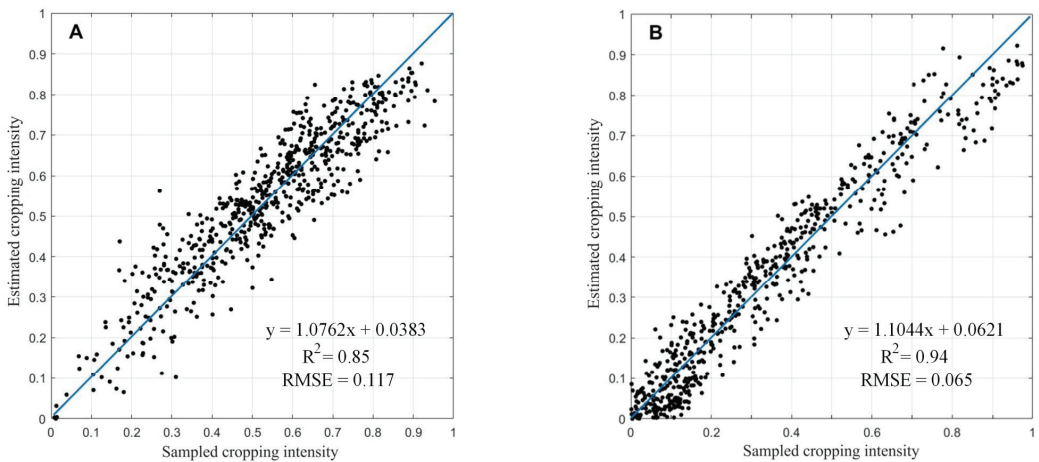 A
Estimated cropping intensity
1
0.9
0.8
0.7
0.6
0.5
0.4
0.3
0.2
0.1
0
y = 1.0762x + 0.0383
R² = 0.85
RMSE = 0.117
0 0.1 0.2 0.3 0.4 0.5 0.6 0.7 0.8 0.9 1
Sampled cropping intensity
B
Estimated cropping intensity
1
0.9
0.8
0.7
0.6
0.5
0.4
0.3
0.2
0.1
0
y = 1.1044x + 0.0621
R² = 0.94
RMSE = 0.065
0 0.2 0.4 0.6 0.8 1
Sampled cropping intensity